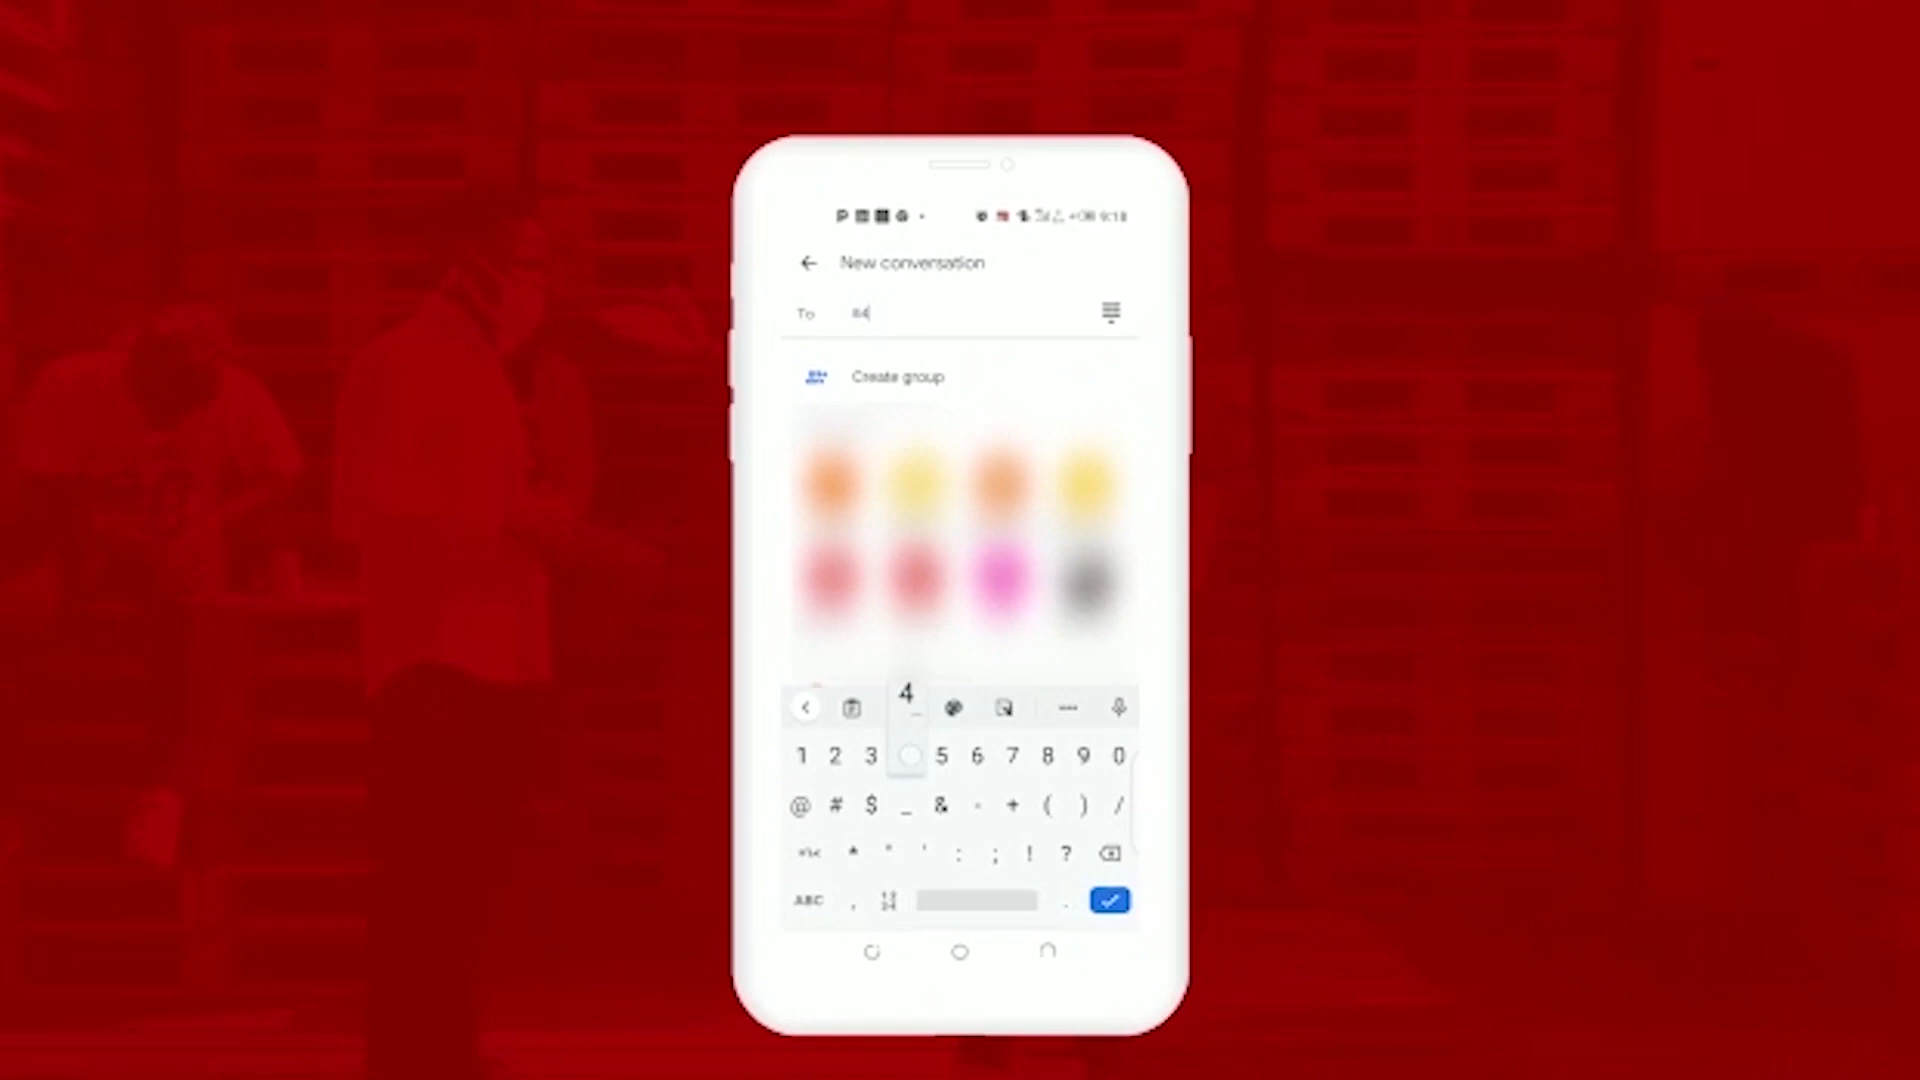 New conversation
To 84
Create group
4
1 2 3 5 6 7 8 9 0
@ # $ _ & - + ( ) /
* " ' : ; ! ?
ABC , .